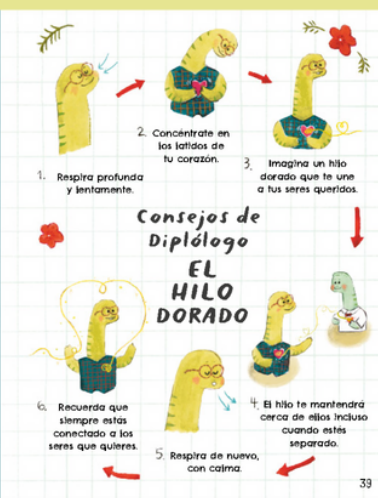 1. Respira profunda
y lentamente.
2. Concéntrate en
los latidos de
tu corazón.
3. Imagina un hilo
dorado que te une
a tus seres queridos.
Consejos de
Diplólogo
EL
HILO
DORADO
4. El hilo te mantendrá
cerca de ellos incluso
cuando estés
separado.
5. Respira de nuevo,
con calma.
6. Recuerda que
siempre estás
conectado a los
seres que quieres.
39